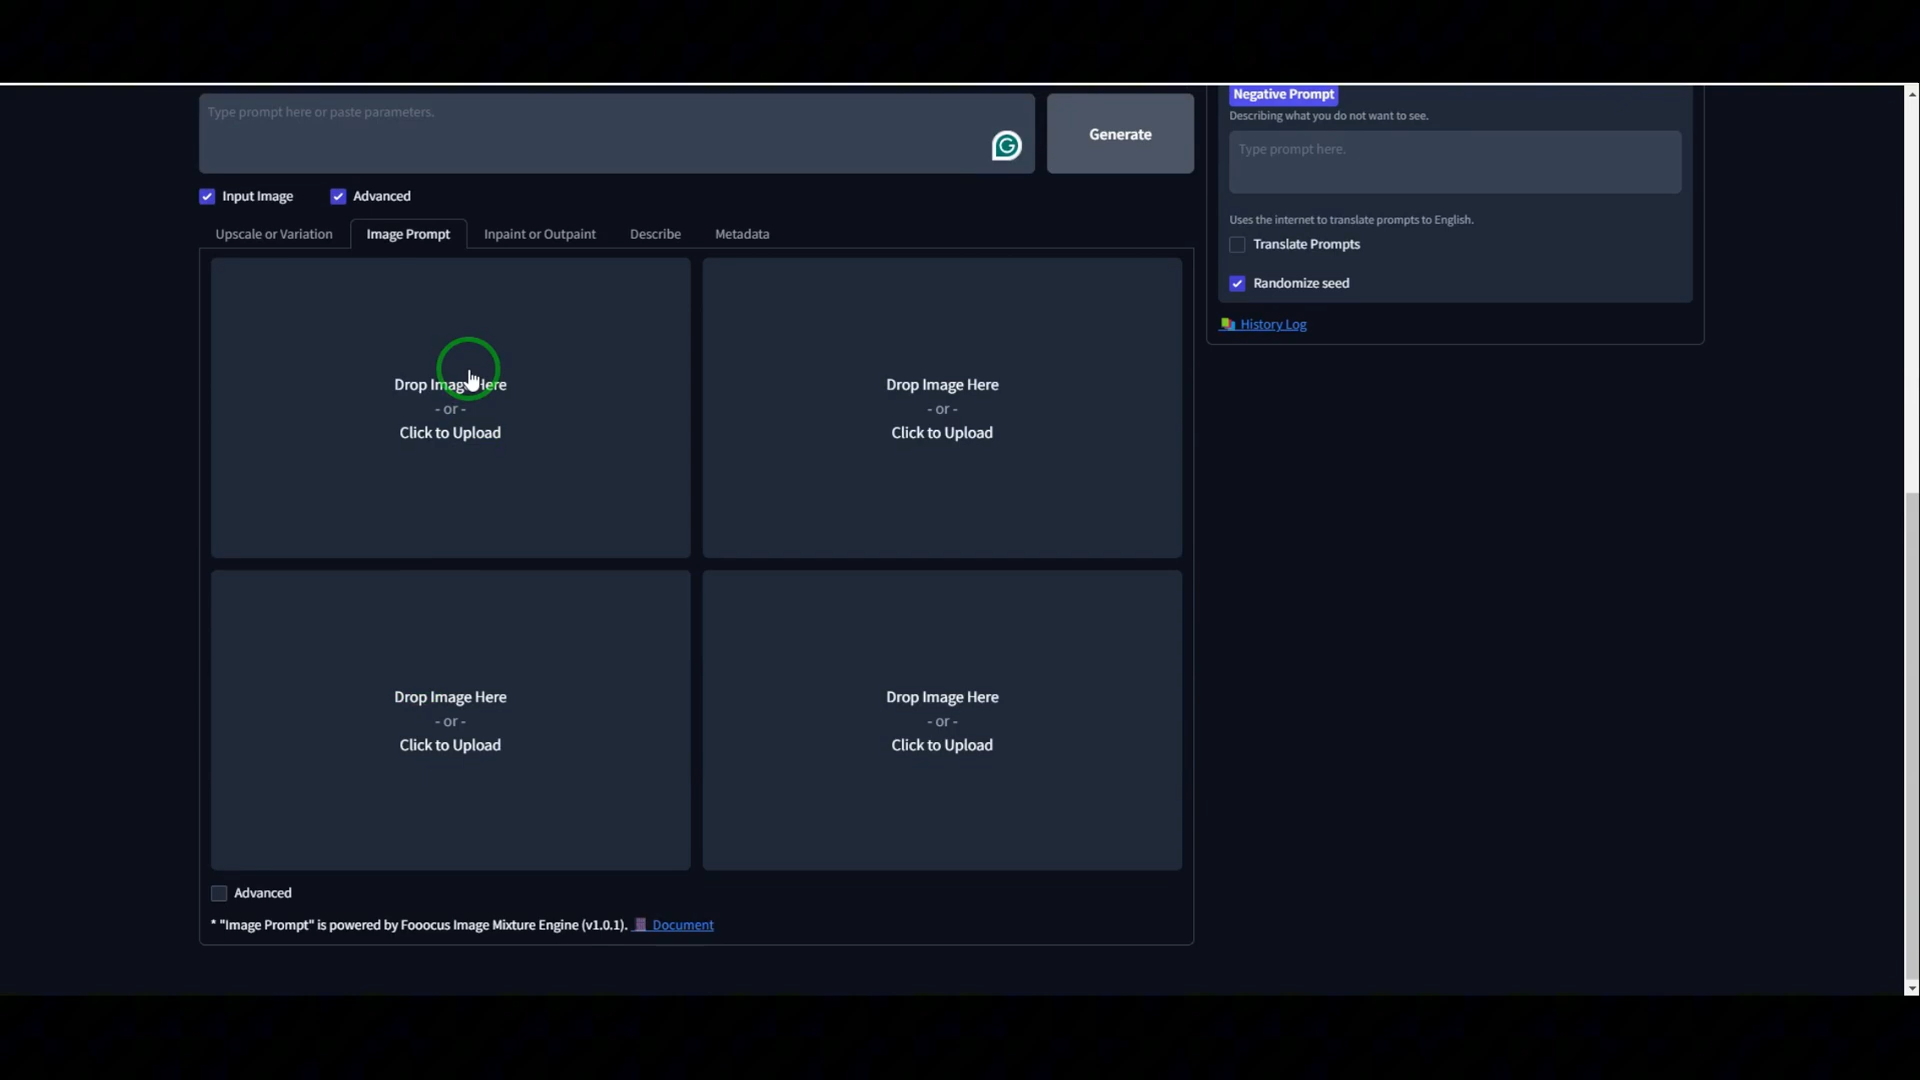 Type prompt here or paste parameters.
Generate
Negative Prompt
Describing what you do not want to see.
Type prompt here.
Input Image
Advanced
Uses the internet to translate prompts to English.
Translate Prompts
Upscale or Variation
Image Prompt
Inpaint or Outpaint
Describe
Metadata
Randomize seed
History Log
Drop Image Here
- or -
Click to Upload
Drop Image Here
- or -
Click to Upload
Drop Image Here
- or -
Click to Upload
Drop Image Here
- or -
Click to Upload
Advanced
* "Image Prompt" is powered by Fooocus Image Mixture Engine (v1.0.1). Document